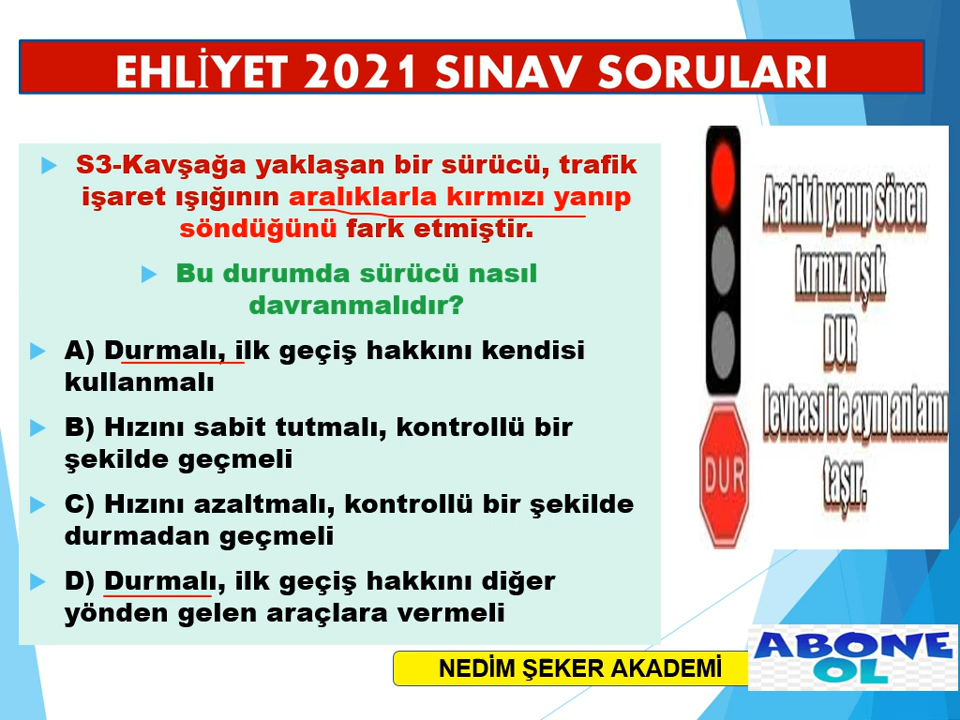 EHLİYET 2021 SINAV SORULARI
S3-Kavşağa yaklaşan bir sürücü, trafik
işaret ışığının aralıklarla kırmızı yanıp
söndüğünü fark etmiştir.
Bu durumda sürücü nasıl
davranmalıdır?
A) Durmalı, ilk geçiş hakkını kendisi
kullanmalı
B) Hızını sabit tutmalı, kontrollü bir
şekilde geçmeli
C) Hızını azaltmalı, kontrollü bir şekilde
durmadan geçmeli
D) Durmalı, ilk geçiş hakkını diğer
yönden gelen araçlara vermeli
Aralıklı yanıp sönen
kırmızı ışık
DUR
levhası ile aynı anlamı
taşır.
DUR
NEDİM ŞEKER AKADEMİ
ABONE
OL